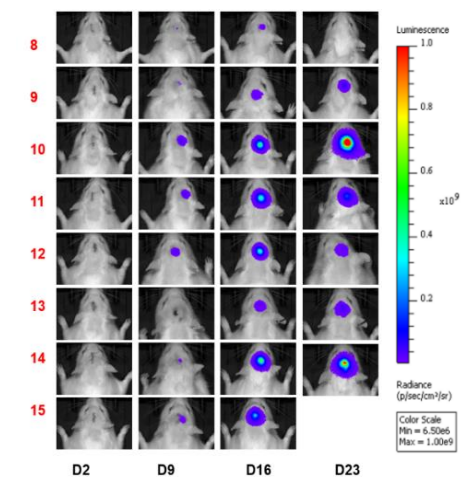 8
9
10
11
12
13
14
15
D2 D9 D16 D23
Luminescence
1.0
0.8
0.6
x10⁹
0.4
0.2
Radiance
(p/sec/cm²/sr)
Color Scale
Min = 6.50e6
Max = 1.00e9